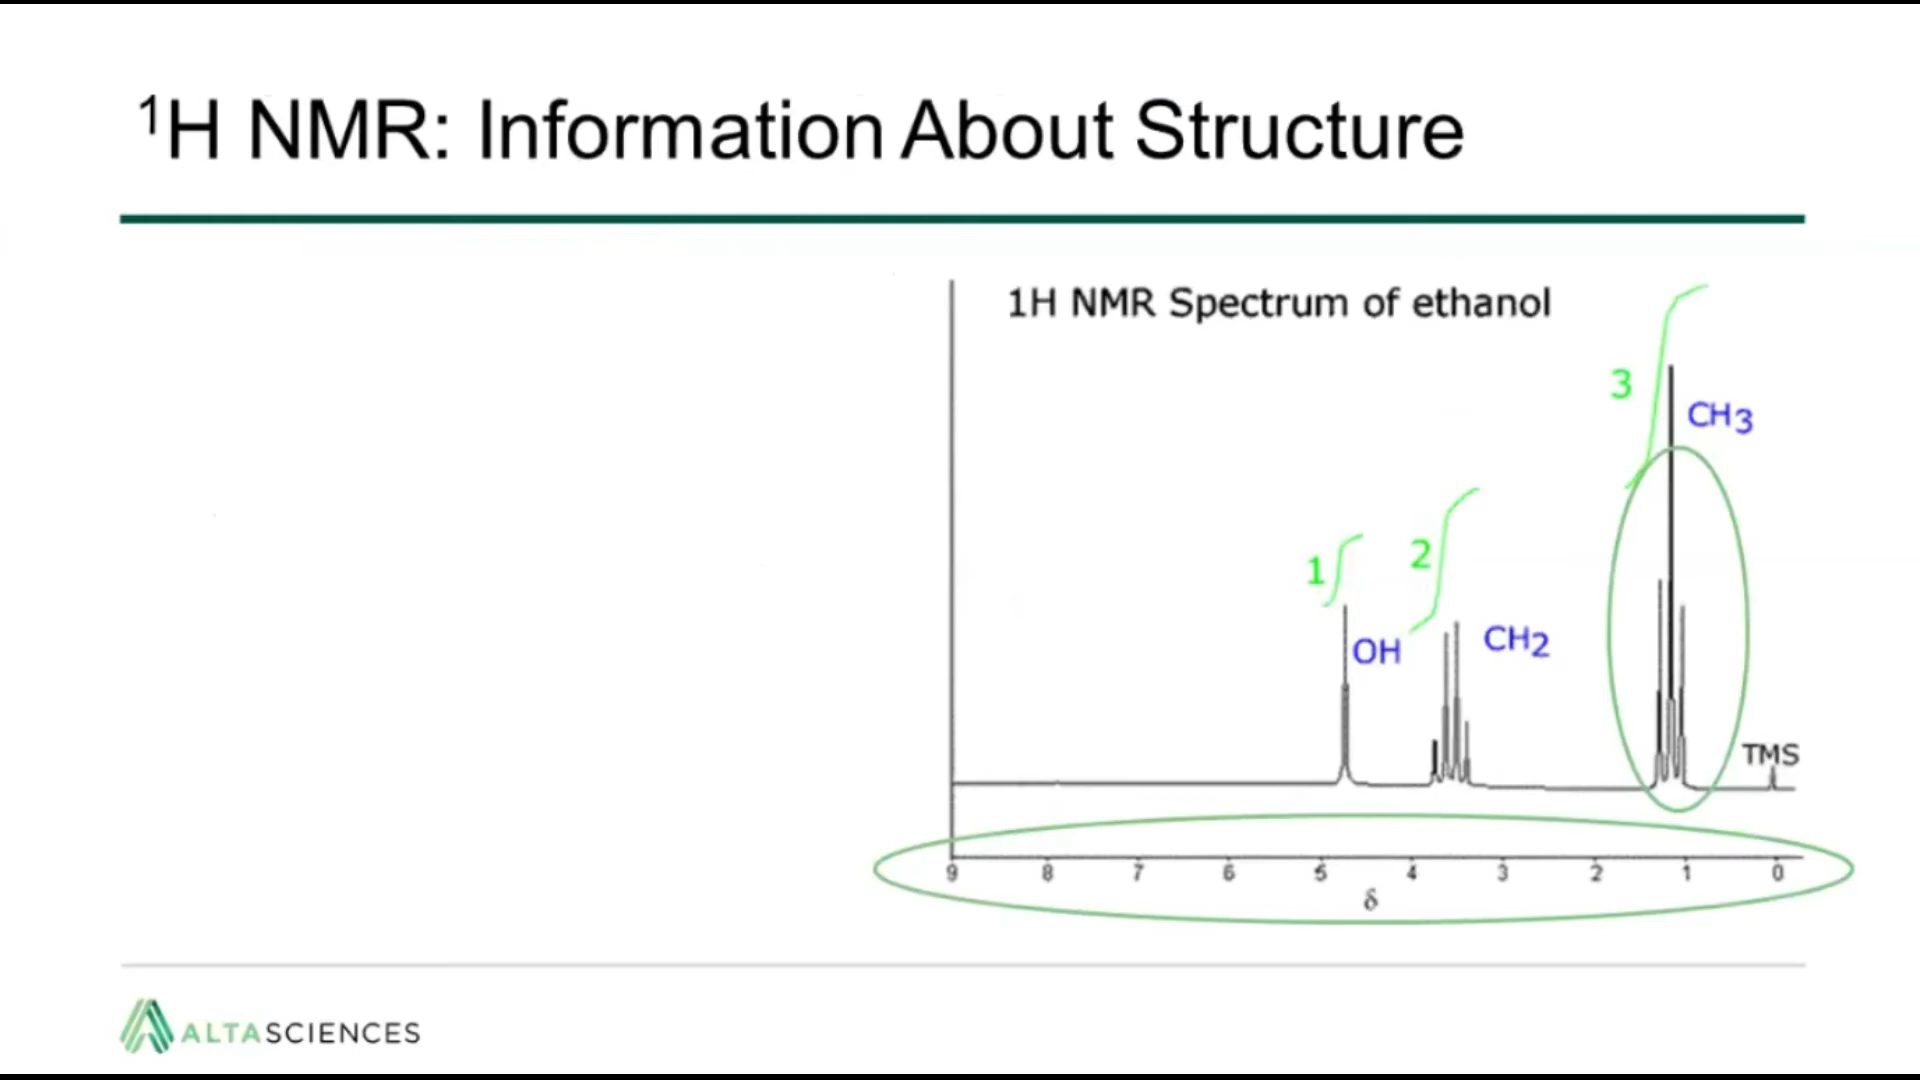 ¹H NMR: Information About Structure
1H NMR Spectrum of ethanol
3
CH3
1
2
OH
CH2
TMS
9 8 7 6 5 4 3 2 1 0
δ
ALTASCIENCES